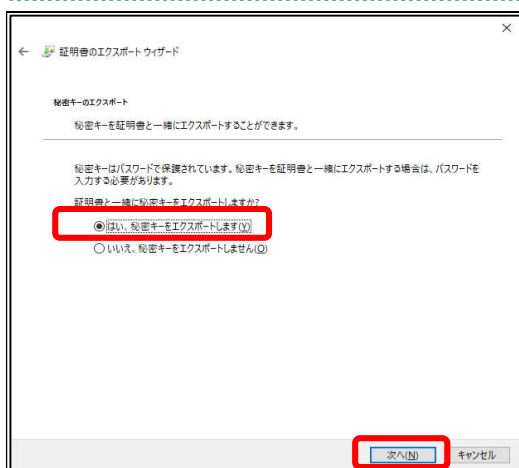 証明書のエクスポート ウィザード
秘密キーのエクスポート
秘密キーを証明書と一緒にエクスポートすることができます。
秘密キーはパスワードで保護されています。秘密キーを証明書と一緒にエクスポートする場合は、パスワードを
入力する必要があります。
証明書と一緒に秘密キーをエクスポートしますか?
はい、秘密キーをエクスポートします(Y)
いいえ、秘密キーをエクスポートしません(O)
次へ(N) キャンセル